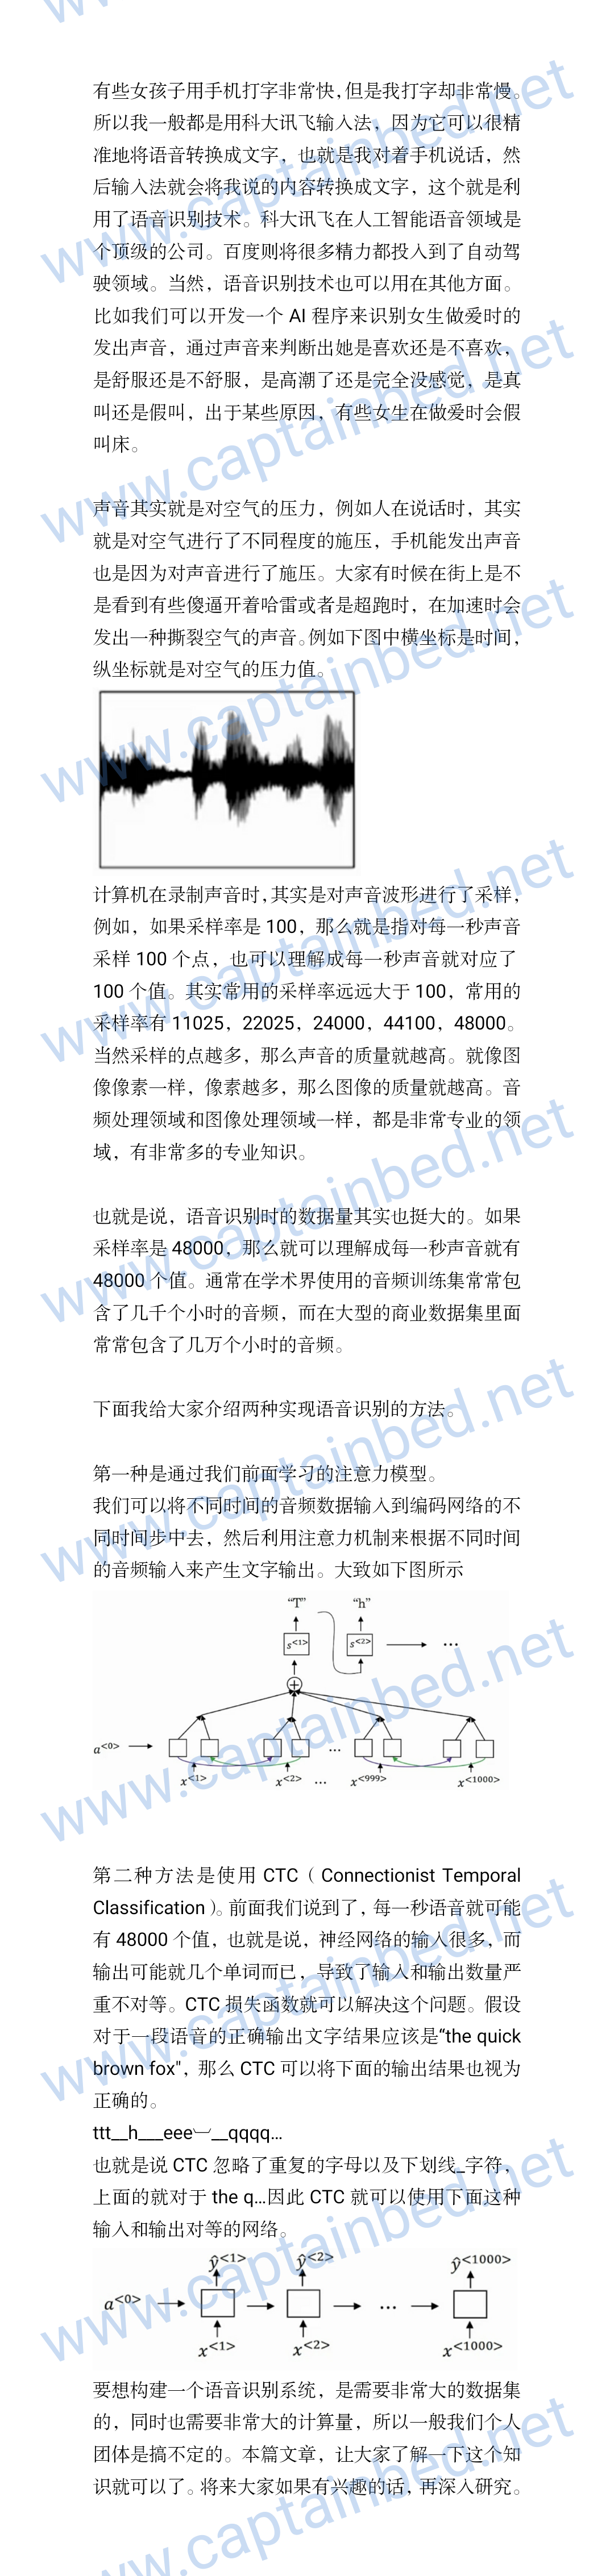 有些女孩子用手机打字非常快，但是我打字却非常慢。
所以我一般都是用科大讯飞输入法，因为它可以很精
准地将语音转换成文字，也就是我对着手机说话，然
后输入法就会将我说的内容转换成文字，这个就是利
用了语音识别技术。科大讯飞在人工智能语音领域是
个顶级的公司。百度则将很多精力都投入到了自动驾
驶领域。当然，语音识别技术也可以用在其他方面。
比如我们可以开发一个 AI 程序来识别女生做爱时的
发出声音，通过声音来判断出她是喜欢还是不喜欢，
是舒服还是不舒服，是高潮了还是完全没感觉，是真
叫还是假叫，出于某些原因，有些女生在做爱时会假
叫床。
声音其实就是对空气的压力，例如人在说话时，其实
就是对空气进行了不同程度的施压，手机能发出声音
也是因为对声音进行了施压。大家有时候在街上是不
是看到有些傻逼开着哈雷或者是超跑时，在加速时会
发出一种撕裂空气的声音。例如下图中横坐标是时间，
纵坐标就是对空气的压力值。
计算机在录制声音时，其实是对声音波形进行了采样，
例如，如果采样率是 100，那么就是指对每一秒声音
采样 100 个点，也可以理解成每一秒声音就对应了
100 个值。其实常用的采样率远远大于 100，常用的
采样率有 11025，22025，24000，44100，48000。
当然采样的点越多，那么声音的质量就越高。就像图
像像素一样，像素越多，那么图像的质量就越高。音
频处理领域和图像处理领域一样，都是非常专业的领
域，有非常多的专业知识。
也就是说，语音识别时的数据量其实也挺大的。如果
采样率是 48000，那么就可以理解成每一秒声音就有
48000 个值。通常在学术界使用的音频训练集常常包
含了几千个小时的音频，而在大型的商业数据集里面
常常包含了几万个小时的音频。
下面我给大家介绍两种实现语音识别的方法。
第一种是通过我们前面学习的注意力模型。
我们可以将不同时间的音频数据输入到编码网络的不
同时间步中去，然后利用注意力机制来根据不同时间
的音频输入来产生文字输出。大致如下图所示
“T” “h”
s<1> s<2> ...
+
a<0> ...
x<1> x<2> ... x<999> x<1000>
第二种方法是使用 CTC（ Connectionist Temporal
Classification ）。前面我们说到了，每一秒语音就可能
有 48000 个值，也就是说，神经网络的输入很多，而
输出可能就几个单词而已，导致了输入和输出数量严
重不对等。CTC 损失函数就可以解决这个问题。假设
对于一段语音的正确输出文字结果应该是“the quick
brown fox"，那么 CTC 可以将下面的输出结果也视为
正确的。
ttt__h___eee︺__qqqq...
也就是说 CTC 忽略了重复的字母以及下划线_字符，
上面的就对于 the q...因此 CTC 就可以使用下面这种
输入和输出对等的网络。
ŷ<1> ŷ<2> ŷ<1000>
a<0> ...
x<1> x<2> x<1000>
要想构建一个语音识别系统，是需要非常大的数据集
的，同时也需要非常大的计算量，所以一般我们个人
团体是搞不定的。本篇文章，让大家了解一下这个知
识就可以了。将来大家如果有兴趣的话，再深入研究。
www.captainbed.net
www.captainbed.net
www.captainbed.net
www.captainbed.net
www.captainbed.net
www.captainbed.net
www.captainbed.net
www.captainbed.net
www.captainbed.net
www.captainbed.net